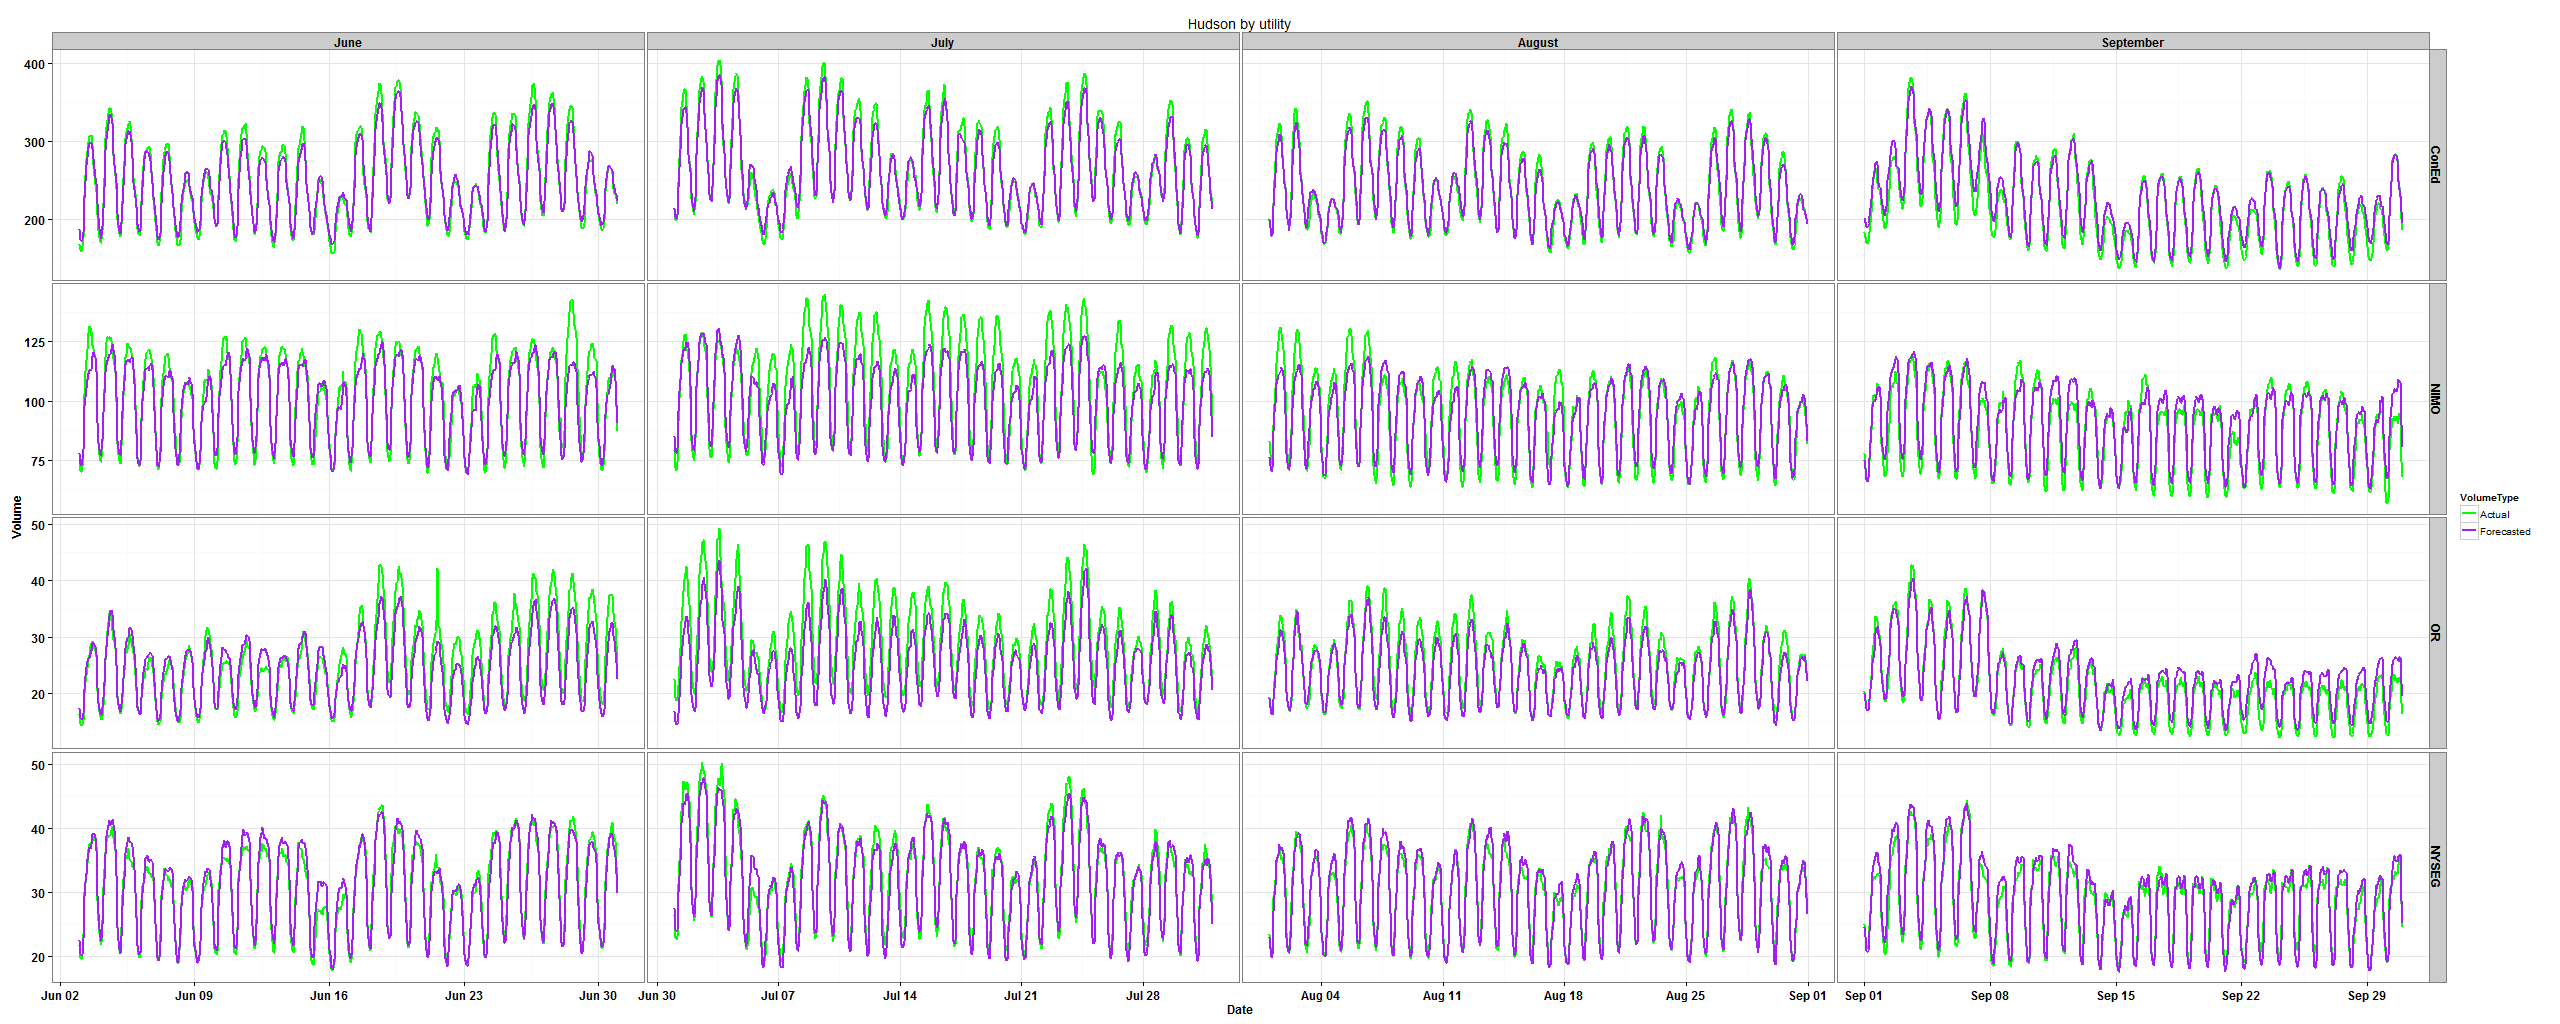 Hudson by utility
June July August September
400
300
200
ConEd
125
100
75
NIMO
50
40
30
20
OR
50
40
30
20
NYSEG
Volume
VolumeType
Actual
Forecasted
Jun 02 Jun 09 Jun 16 Jun 23 Jun 30 Jun 30 Jul 07 Jul 14 Jul 21 Jul 28 Aug 04 Aug 11 Aug 18 Aug 25 Sep 01 Sep 01 Sep 08 Sep 15 Sep 22 Sep 29
Date